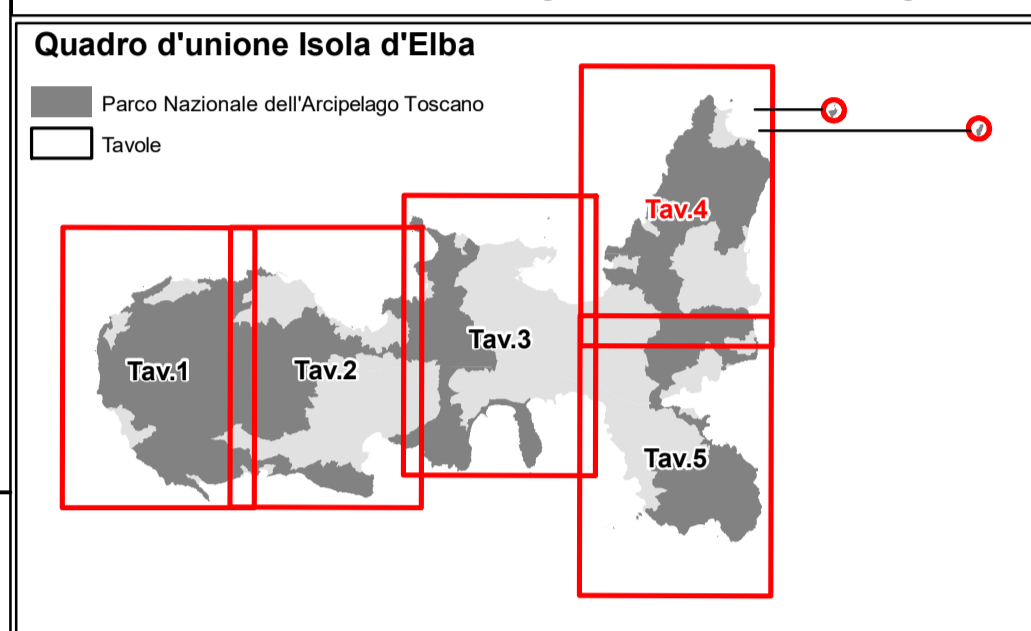 Quadro d'unione Isola d'Elba
Parco Nazionale dell'Arcipelago Toscano
Tavole
Tav.4
Tav.3
Tav.1
Tav.2
Tav.5